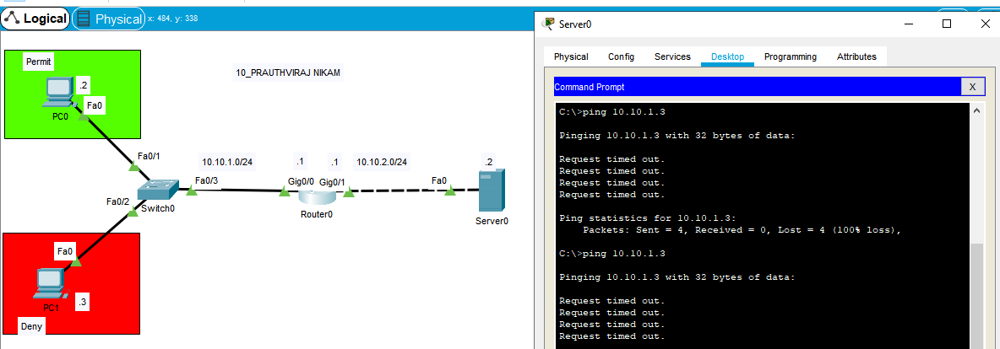 Logical
Physical
x: 484, y: 338
Permit
.2
Fa0
PC0
10_PRAUTHVIRAJ NIKAM
Fa0/1
10.10.1.0/24
.1
.1
10.10.2.0/24
.2
Fa0/3
Gig0/0
Gig0/1
Fa0
Fa0/2
Switch0
Router0
Server0
Fa0
PC1
.3
Deny
Server0
Physical
Config
Services
Desktop
Programming
Attributes
Command Prompt
X
C:\>ping 10.10.1.3
Pinging 10.10.1.3 with 32 bytes of data:
Request timed out.
Request timed out.
Request timed out.
Request timed out.
Ping statistics for 10.10.1.3:
Packets: Sent = 4, Received = 0, Lost = 4 (100% loss),
C:\>ping 10.10.1.3
Pinging 10.10.1.3 with 32 bytes of data:
Request timed out.
Request timed out.
Request timed out.
Request timed out.